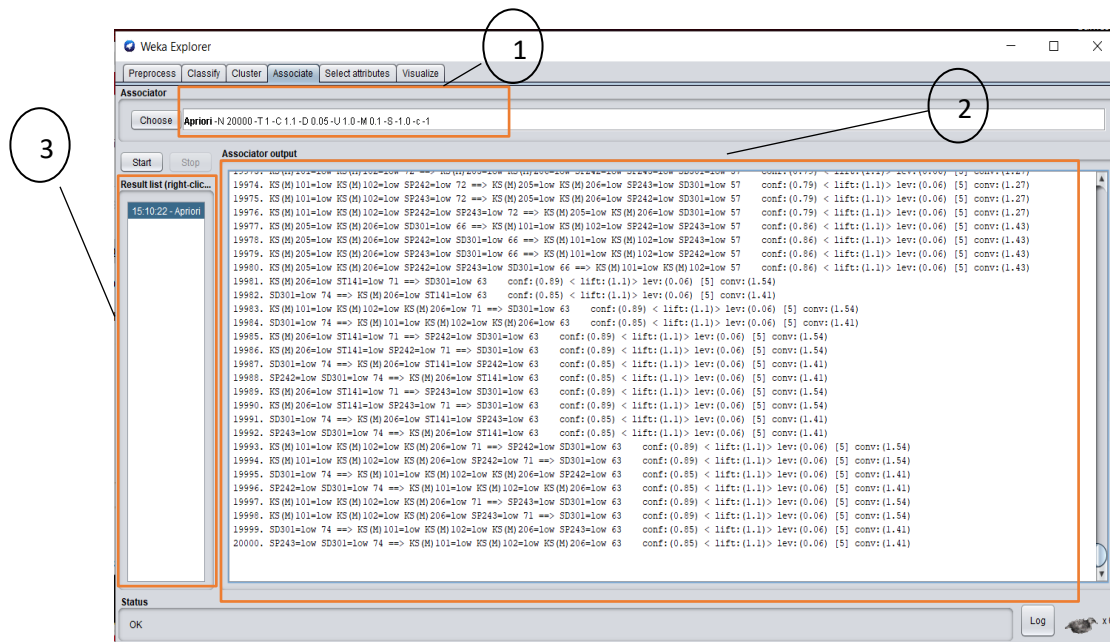 1
Weka Explorer
Preprocess Classify Cluster Associate Select attributes Visualize
Associator
2
Choose Apriori -N 20000 -T 1 -C 1.1 -D 0.05 -U 1.0 -M 0.1 -S -1.0 -c -1
3
Start Stop
Associator output
Result list (right-clic...
15:10:22 - Apriori
19974. KS(M)101=low KS(M)102=low SP242=low 72 ==> KS(M)205=low KS(M)206=low SP243=low SD301=low 57 conf:(0.79) < lift:(1.1)> lev:(0.06) [5] conv:(1.27)
19975. KS(M)101=low KS(M)102=low SP243=low 72 ==> KS(M)205=low KS(M)206=low SP242=low SD301=low 57 conf:(0.79) < lift:(1.1)> lev:(0.06) [5] conv:(1.27)
19976. KS(M)101=low KS(M)102=low SP242=low SP243=low 72 ==> KS(M)205=low KS(M)206=low SD301=low 57 conf:(0.79) < lift:(1.1)> lev:(0.06) [5] conv:(1.27)
19977. KS(M)205=low KS(M)206=low SD301=low 66 ==> KS(M)101=low KS(M)102=low SP242=low SP243=low 57 conf:(0.86) < lift:(1.1)> lev:(0.06) [5] conv:(1.43)
19978. KS(M)205=low KS(M)206=low SP242=low SD301=low 66 ==> KS(M)101=low KS(M)102=low SP243=low 57 conf:(0.86) < lift:(1.1)> lev:(0.06) [5] conv:(1.43)
19979. KS(M)205=low KS(M)206=low SP243=low SD301=low 66 ==> KS(M)101=low KS(M)102=low SP242=low 57 conf:(0.86) < lift:(1.1)> lev:(0.06) [5] conv:(1.43)
19980. KS(M)205=low KS(M)206=low SP242=low SP243=low SD301=low 66 ==> KS(M)101=low KS(M)102=low 57 conf:(0.86) < lift:(1.1)> lev:(0.06) [5] conv:(1.43)
19981. KS(M)206=low ST141=low 71 ==> SD301=low 63 conf:(0.89) < lift:(1.1)> lev:(0.06) [5] conv:(1.54)
19982. SD301=low 74 ==> KS(M)206=low ST141=low 63 conf:(0.85) < lift:(1.1)> lev:(0.06) [5] conv:(1.41)
19983. KS(M)101=low KS(M)102=low KS(M)206=low 71 ==> SD301=low 63 conf:(0.89) < lift:(1.1)> lev:(0.06) [5] conv:(1.54)
19984. SD301=low 74 ==> KS(M)101=low KS(M)102=low KS(M)206=low 63 conf:(0.85) < lift:(1.1)> lev:(0.06) [5] conv:(1.41)
19985. KS(M)206=low ST141=low 71 ==> SP242=low SD301=low 63 conf:(0.89) < lift:(1.1)> lev:(0.06) [5] conv:(1.54)
19986. KS(M)206=low ST141=low SP242=low 71 ==> SD301=low 63 conf:(0.89) < lift:(1.1)> lev:(0.06) [5] conv:(1.54)
19987. SD301=low 74 ==> KS(M)206=low ST141=low SP242=low 63 conf:(0.85) < lift:(1.1)> lev:(0.06) [5] conv:(1.41)
19988. SP242=low SD301=low 74 ==> KS(M)206=low ST141=low 63 conf:(0.85) < lift:(1.1)> lev:(0.06) [5] conv:(1.41)
19989. KS(M)206=low ST141=low 71 ==> SP243=low SD301=low 63 conf:(0.89) < lift:(1.1)> lev:(0.06) [5] conv:(1.54)
19990. KS(M)206=low ST141=low SP243=low 71 ==> SD301=low 63 conf:(0.89) < lift:(1.1)> lev:(0.06) [5] conv:(1.54)
19991. SD301=low 74 ==> KS(M)206=low ST141=low SP243=low 63 conf:(0.85) < lift:(1.1)> lev:(0.06) [5] conv:(1.41)
19992. SP243=low SD301=low 74 ==> KS(M)206=low ST141=low 63 conf:(0.85) < lift:(1.1)> lev:(0.06) [5] conv:(1.41)
19993. KS(M)101=low KS(M)102=low KS(M)206=low 71 ==> SP242=low SD301=low 63 conf:(0.89) < lift:(1.1)> lev:(0.06) [5] conv:(1.54)
19994. KS(M)101=low KS(M)102=low KS(M)206=low SP242=low 71 ==> SD301=low 63 conf:(0.89) < lift:(1.1)> lev:(0.06) [5] conv:(1.54)
19995. SD301=low 74 ==> KS(M)101=low KS(M)102=low KS(M)206=low SP242=low 63 conf:(0.85) < lift:(1.1)> lev:(0.06) [5] conv:(1.41)
19996. SP242=low SD301=low 74 ==> KS(M)101=low KS(M)102=low KS(M)206=low 63 conf:(0.85) < lift:(1.1)> lev:(0.06) [5] conv:(1.41)
19997. KS(M)101=low KS(M)102=low KS(M)206=low 71 ==> SP243=low SD301=low 63 conf:(0.89) < lift:(1.1)> lev:(0.06) [5] conv:(1.54)
19998. KS(M)101=low KS(M)102=low KS(M)206=low SP243=low 71 ==> SD301=low 63 conf:(0.89) < lift:(1.1)> lev:(0.06) [5] conv:(1.54)
19999. SD301=low 74 ==> KS(M)101=low KS(M)102=low KS(M)206=low SP243=low 63 conf:(0.85) < lift:(1.1)> lev:(0.06) [5] conv:(1.41)
20000. SP243=low SD301=low 74 ==> KS(M)101=low KS(M)102=low KS(M)206=low 63 conf:(0.85) < lift:(1.1)> lev:(0.06) [5] conv:(1.41)
Status
OK
Log